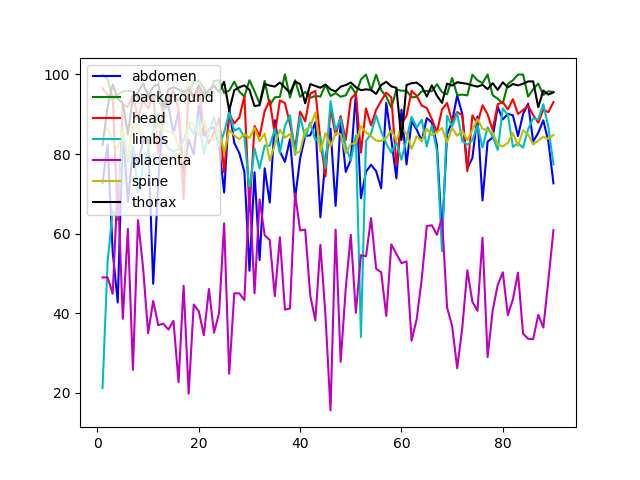 100
80
60
40
20
0
20
40
60
80
abdomen
background
head
limbs
placenta
spine
thorax